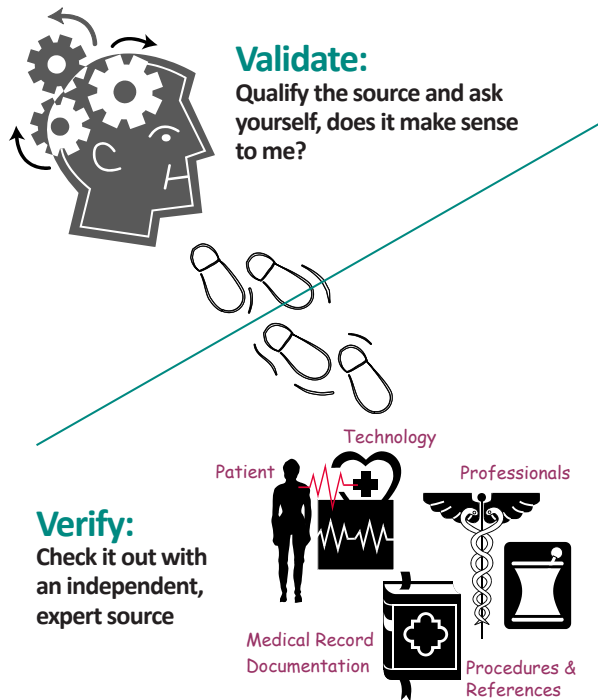 Validate:
Qualify the source and ask
yourself, does it make sense
to me?
Technology
Patient
Professionals
Verify:
Check it out with
an independent,
expert source
Medical Record
Documentation
Procedures &
References